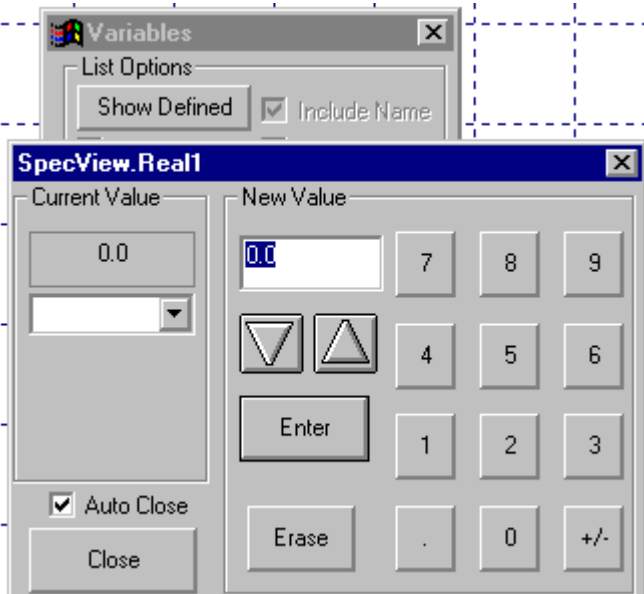 Variables
List Options
Show Defined
Include Name
SpecView.Real1
Current Value
0.0
New Value
0.0
7 8 9
4 5 6
Enter
1 2 3
Auto Close
Close
Erase
. 0 +/-